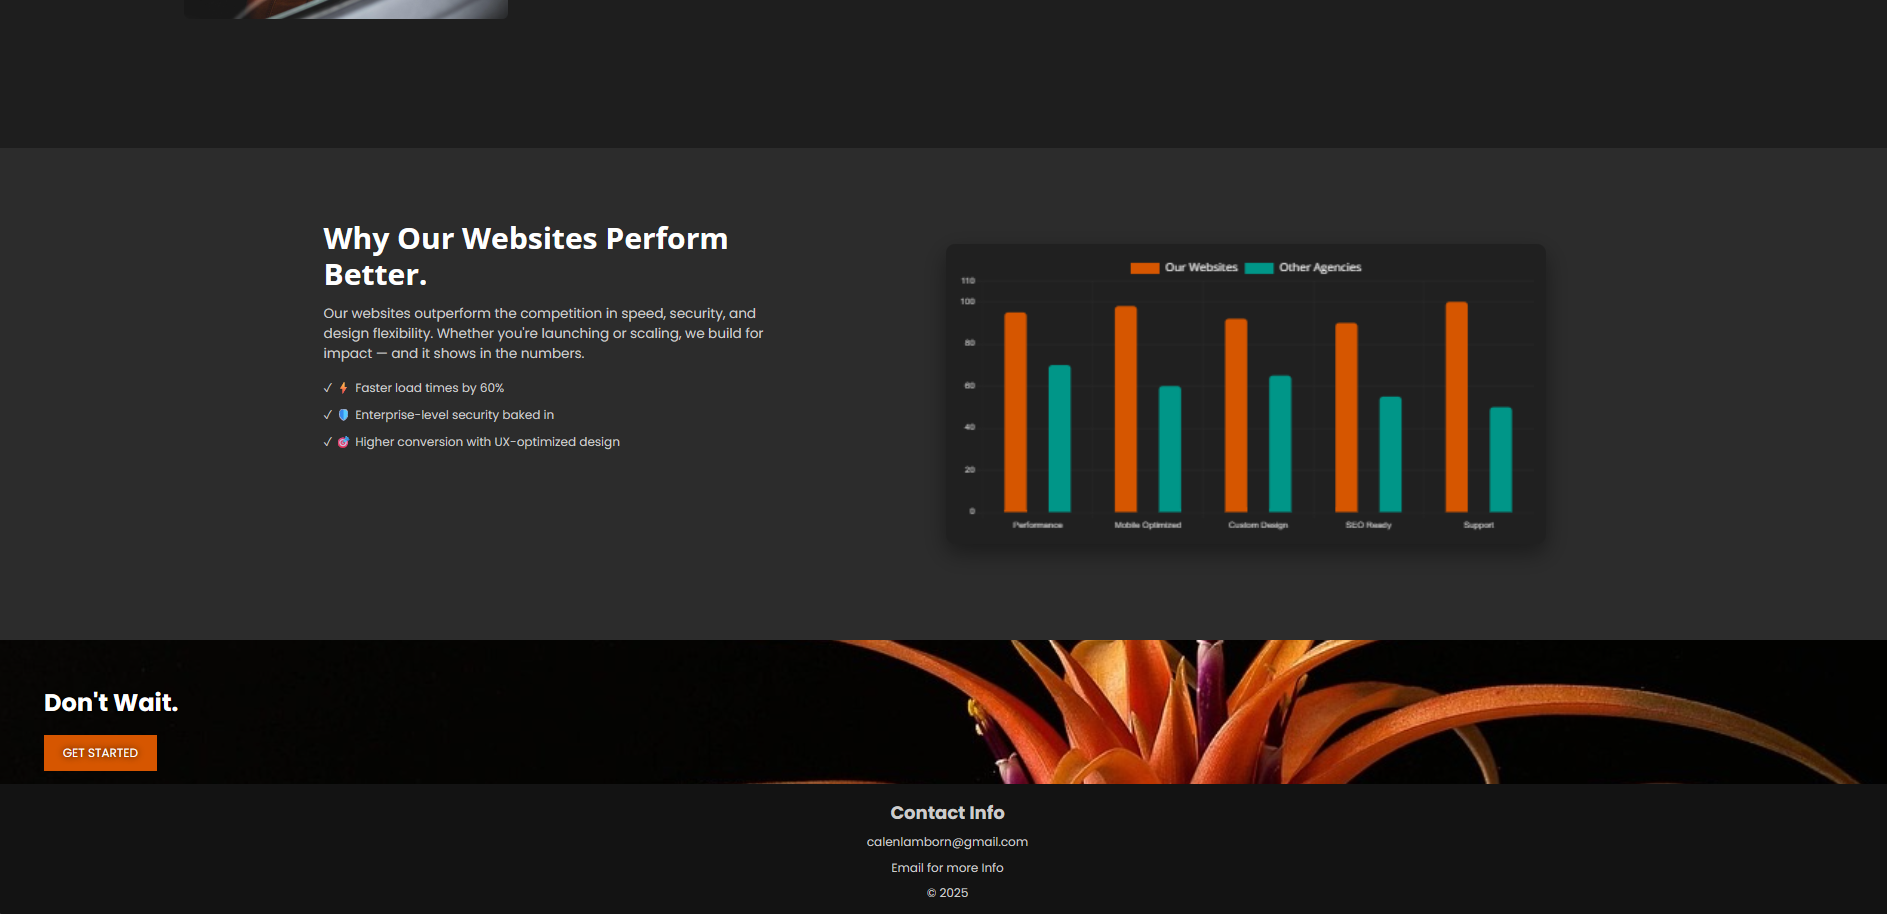 Why Our Websites Perform
Better.
Our websites outperform the competition in speed, security, and
design flexibility. Whether you're launching or scaling, we build for
impact — and it shows in the numbers.
✓ ⚡ Faster load times by 60%
✓ 🛡️ Enterprise-level security baked in
✓ 🎯 Higher conversion with UX-optimized design
Our Websites Other Agencies
110
100
80
60
40
20
0
Performance Mobile Optimized Custom Design SEO Ready Support
Don't Wait.
GET STARTED
Contact Info
calenlamborn@gmail.com
Email for more Info
© 2025